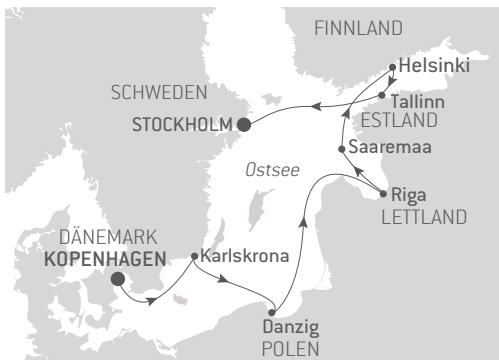 FINNLAND
Helsinki
SCHWEDEN
Tallinn
STOCKHOLM
ESTLAND
Saaremaa
Ostsee
Riga
LETTLAND
DÄNEMARK
KOPENHAGEN
Karlskrona
Danzig
POLEN